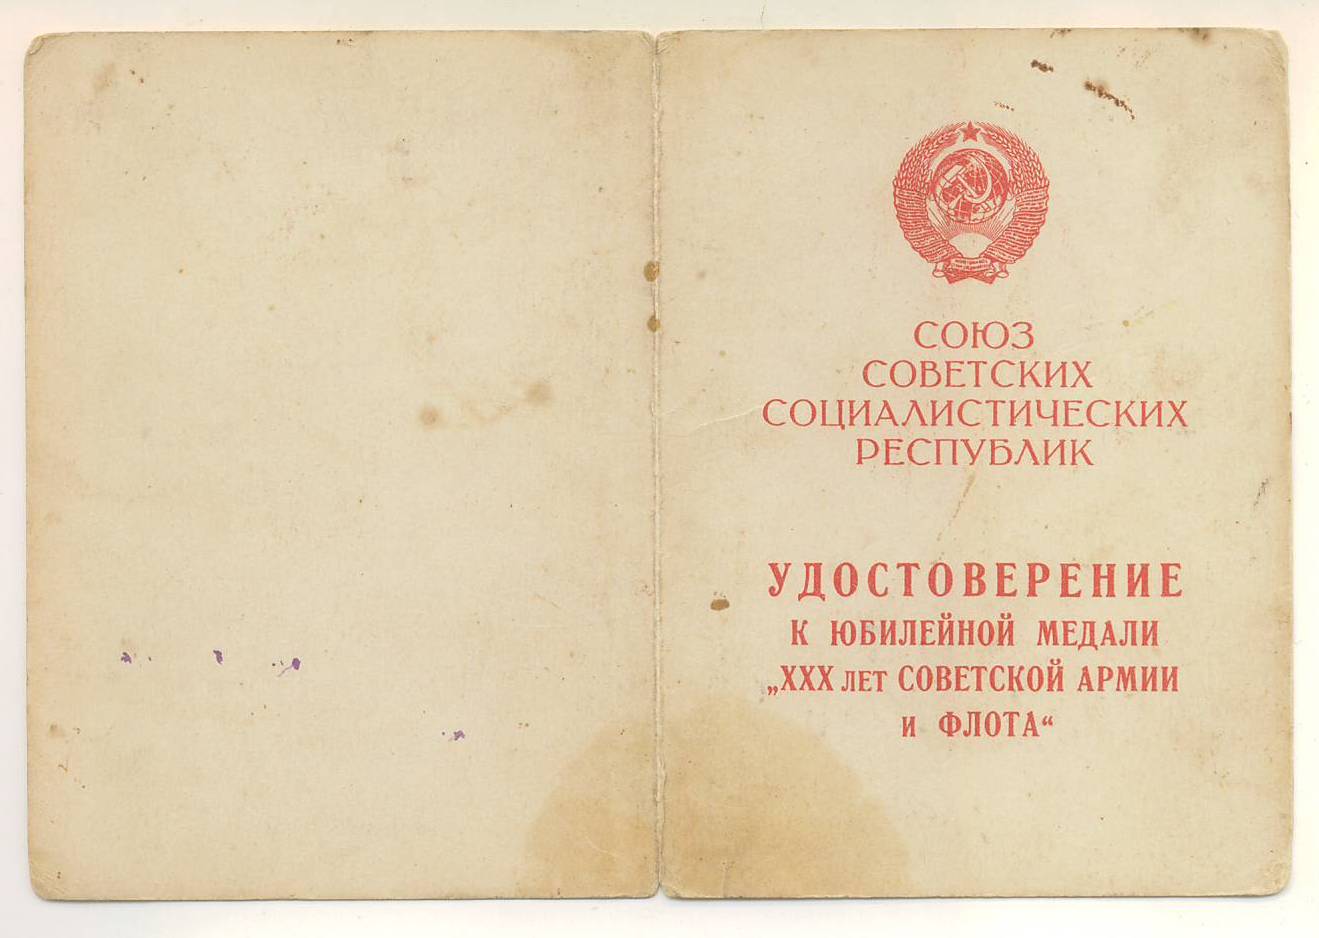 СОЮЗ
СОВЕТСКИХ
СОЦИАЛИСТИЧЕСКИХ
РЕСПУБЛИК
УДОСТОВЕРЕНИЕ
К ЮБИЛЕЙНОЙ МЕДАЛИ
„XXX лет СОВЕТСКОЙ АРМИИ
и ФЛОТА“